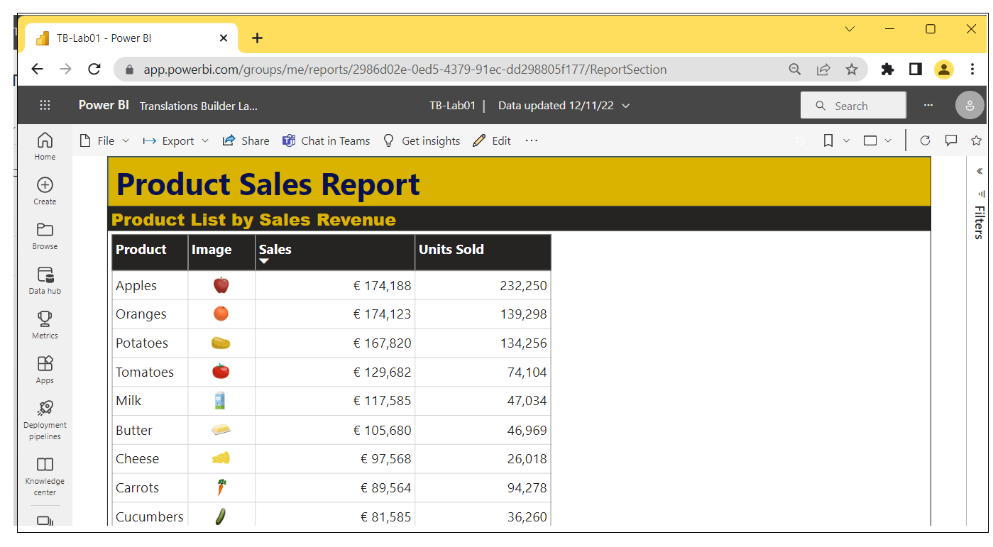 TB-Lab01 - Power BI
app.powerbi.com/groups/me/reports/2986d02e-0ed5-4379-91ec-dd298805f177/ReportSection
Power BI Translations Builder La... TB-Lab01 | Data updated 12/11/22 Search
File Export Share Chat in Teams Get insights Edit
Home
Create
Browse
Data hub
Metrics
Apps
Deployment
pipelines
Knowledge
center
Product Sales Report
Product List by Sales Revenue
Product Image Sales Units Sold
Apples € 174,188 232,250
Oranges € 174,123 139,298
Potatoes € 167,820 134,256
Tomatoes € 129,682 74,104
Milk € 117,585 47,034
Butter € 105,680 46,969
Cheese € 97,568 26,018
Carrots € 89,564 94,278
Cucumbers € 81,585 36,260
Filters